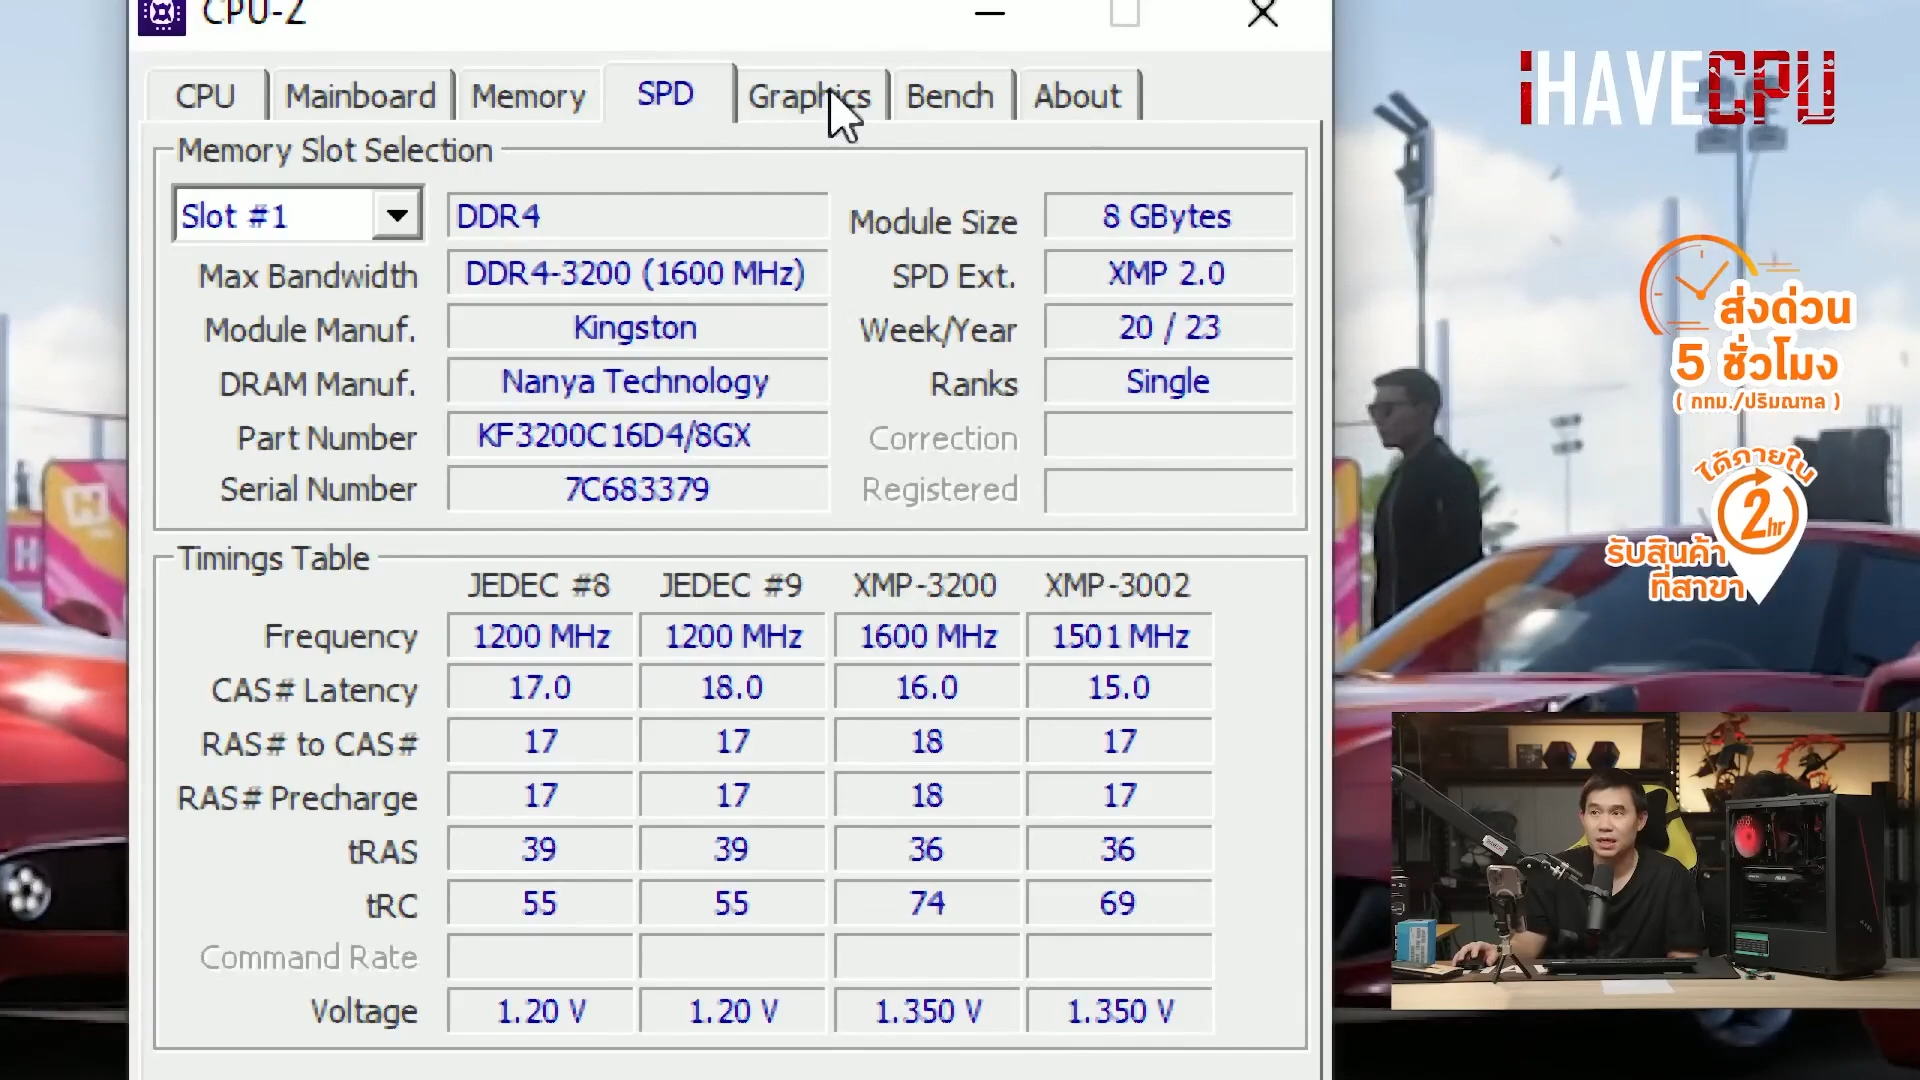 CPU-Z
CPU Mainboard Memory SPD Graphics Bench About
Memory Slot Selection
Slot #1 DDR4 Module Size 8 GBytes
Max Bandwidth DDR4-3200 (1600 MHz) SPD Ext. XMP 2.0
Module Manuf. Kingston Week/Year 20 / 23
DRAM Manuf. Nanya Technology Ranks Single
Part Number KF3200C16D4/8GX Correction
Serial Number 7C683379 Registered
Timings Table
JEDEC #8 JEDEC #9 XMP-3200 XMP-3002
Frequency 1200 MHz 1200 MHz 1600 MHz 1501 MHz
CAS# Latency 17.0 18.0 16.0 15.0
RAS# to CAS# 17 17 18 17
RAS# Precharge 17 17 18 17
tRAS 39 39 36 36
tRC 55 55 74 69
Command Rate
Voltage 1.20 V 1.20 V 1.350 V 1.350 V
iHAVECPU
ส่งด่วน
5 ชั่วโมง
( กทม./ปริมณฑล )
ได้ภายใน
2hr
รับสินค้า
ที่สาขา